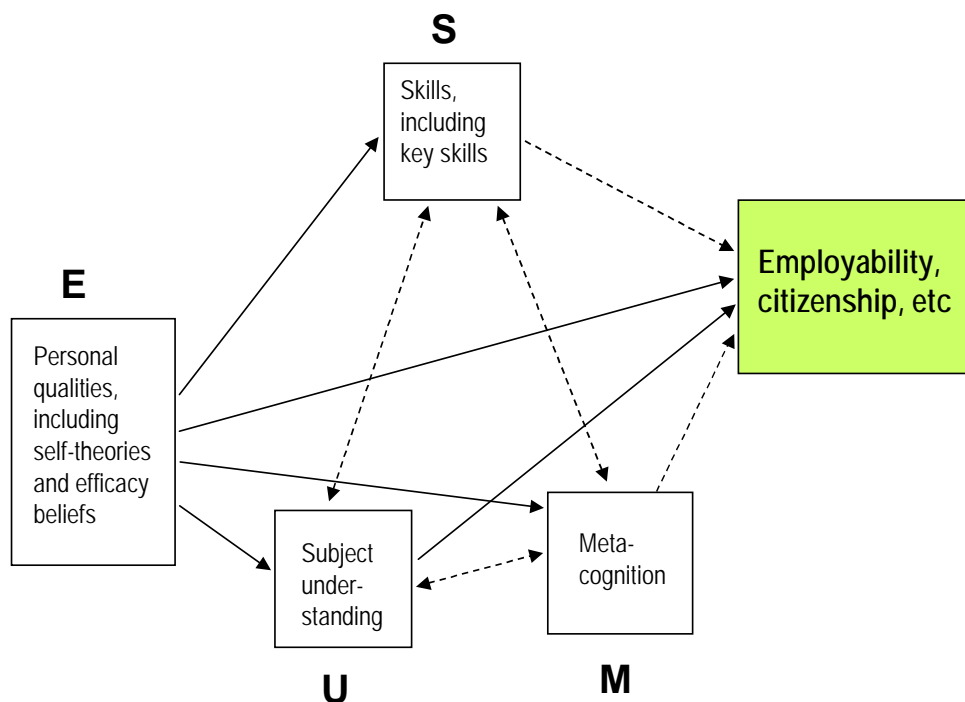 S
Skills,
including
key skills
Employability,
citizenship, etc
E
Personal
qualities,
including
self-theories
and efficacy
beliefs
Subject
under-
standing
Meta-
cognition
U
M